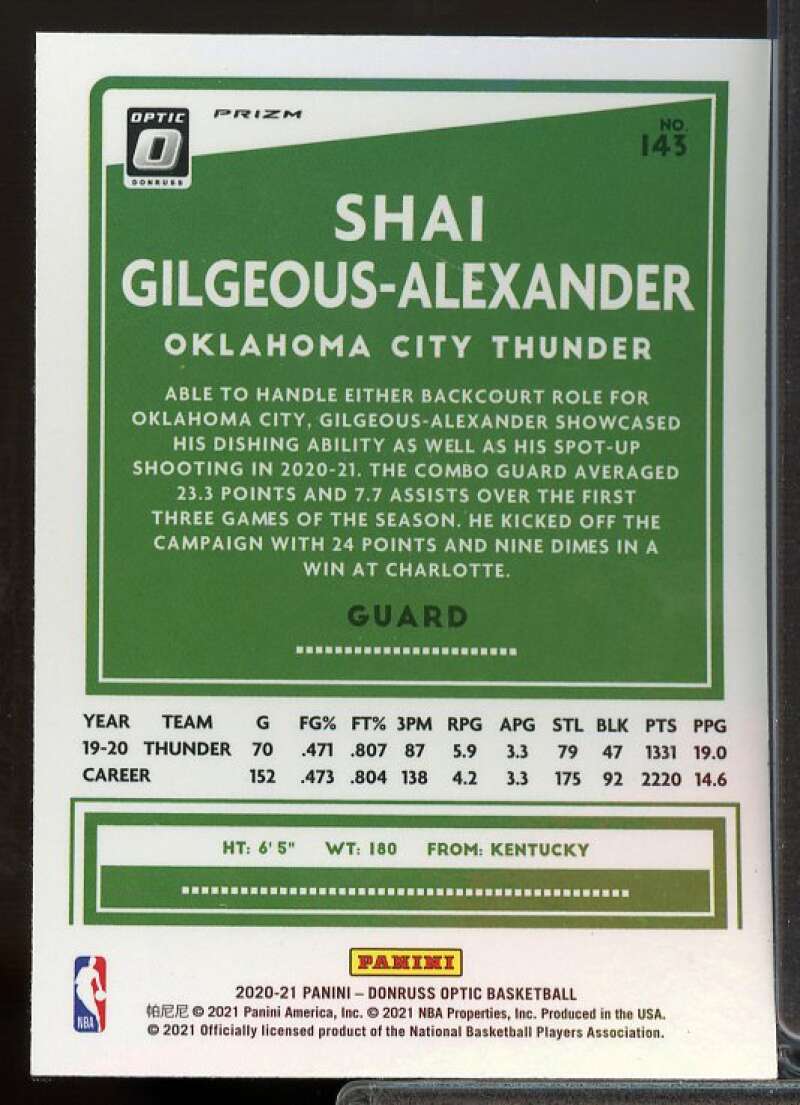 OPTIC
O
DONRUSS
PRIZM
NO.
143
SHAI
GILGEOUS-ALEXANDER
OKLAHOMA CITY THUNDER
ABLE TO HANDLE EITHER BACKCOURT ROLE FOR
OKLAHOMA CITY, GILGEOUS-ALEXANDER SHOWCASED
HIS DISHING ABILITY AS WELL AS HIS SPOT-UP
SHOOTING IN 2020-21. THE COMBO GUARD AVERAGED
23.3 POINTS AND 7.7 ASSISTS OVER THE FIRST
THREE GAMES OF THE SEASON. HE KICKED OFF THE
CAMPAIGN WITH 24 POINTS AND NINE DIMES IN A
WIN AT CHARLOTTE.
GUARD
YEAR TEAM G FG% FT% 3PM RPG APG STL BLK PTS PPG
19-20 THUNDER 70 .471 .807 87 5.9 3.3 79 47 1331 19.0
CAREER 152 .473 .804 138 4.2 3.3 175 92 2220 14.6
HT: 6' 5" WT: 180 FROM: KENTUCKY
PANINI
NBA
2020-21 PANINI – DONRUSS OPTIC BASKETBALL
帕尼尼 © 2021 Panini America, Inc. © 2021 NBA Properties, Inc. Produced in the USA.
© 2021 Officially licensed product of the National Basketball Players Association.